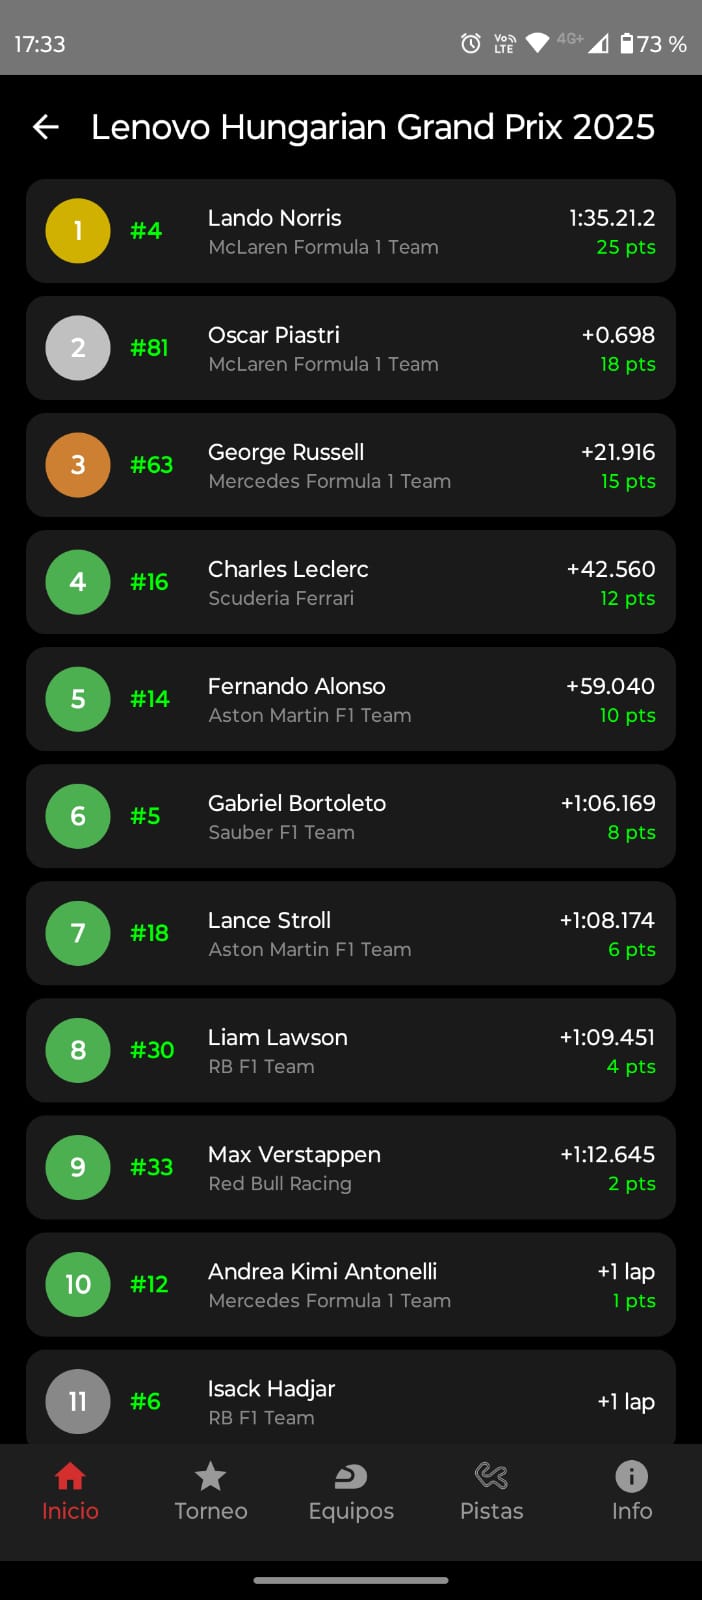 17:33 Vo LTE 4G+ 73 %
Lenovo Hungarian Grand Prix 2025
1 #4 Lando Norris 1:35.21.2
McLaren Formula 1 Team 25 pts
2 #81 Oscar Piastri +0.698
McLaren Formula 1 Team 18 pts
3 #63 George Russell +21.916
Mercedes Formula 1 Team 15 pts
4 #16 Charles Leclerc +42.560
Scuderia Ferrari 12 pts
5 #14 Fernando Alonso +59.040
Aston Martin F1 Team 10 pts
6 #5 Gabriel Bortoleto +1:06.169
Sauber F1 Team 8 pts
7 #18 Lance Stroll +1:08.174
Aston Martin F1 Team 6 pts
8 #30 Liam Lawson +1:09.451
RB F1 Team 4 pts
9 #33 Max Verstappen +1:12.645
Red Bull Racing 2 pts
10 #12 Andrea Kimi Antonelli +1 lap
Mercedes Formula 1 Team 1 pts
11 #6 Isack Hadjar +1 lap
RB F1 Team
Inicio Torneo Equipos Pistas Info